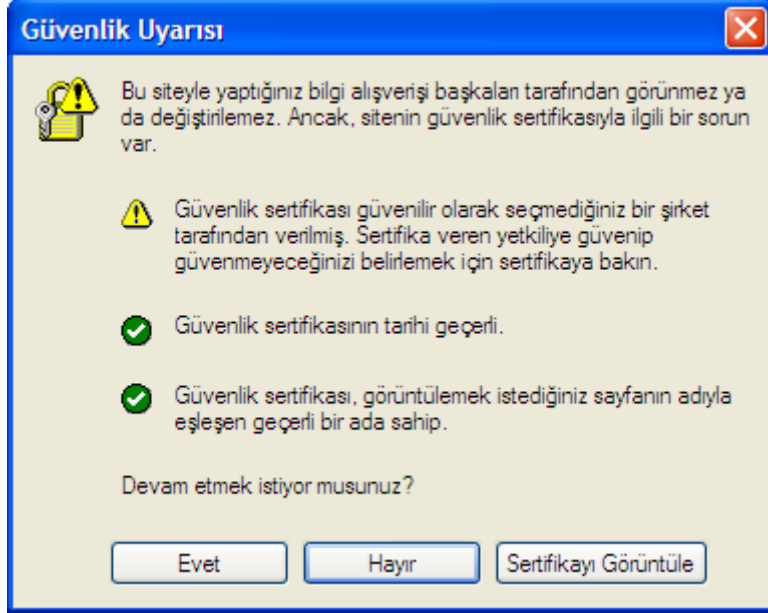 Güvenlik Uyarısı
Bu siteyle yaptığınız bilgi alışverişi başkaları tarafından görünmez ya
da değiştirilemez. Ancak, sitenin güvenlik sertifikasıyla ilgili bir sorun
var.
Güvenlik sertifikası güvenilir olarak seçmediğiniz bir şirket
tarafından verilmiş. Sertifika veren yetkiliye güvenip
güvenmeyeceğinizi belirlemek için sertifikaya bakın.
Güvenlik sertifikasının tarihi geçerli.
Güvenlik sertifikası, görüntülemek istediğiniz sayfanın adıyla
eşleşen geçerli bir ada sahip.
Devam etmek istiyor musunuz?
Evet Hayır Sertifikayı Görüntüle